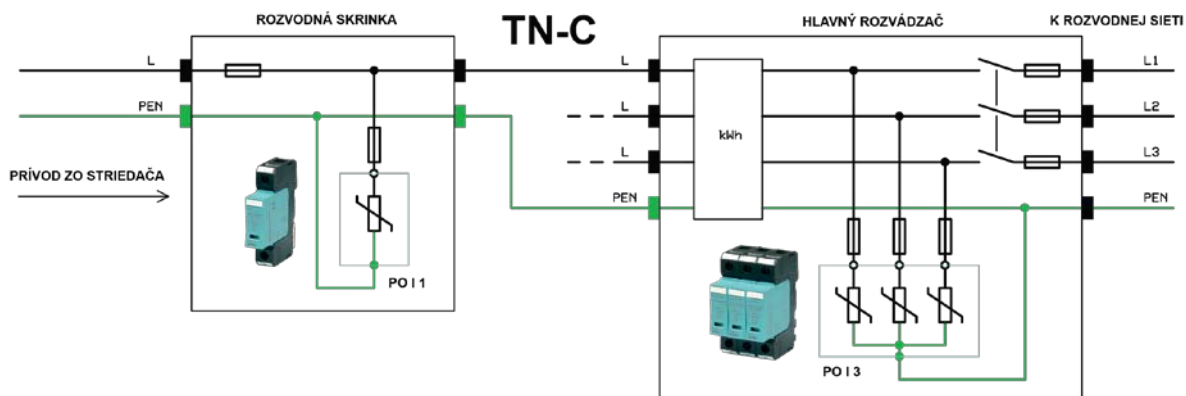 ROZVODNÁ SKRINKA
TN-C
HLAVNÝ ROZVÁDZAČ
K ROZVODNEJ SIETI
L
L
L1
PEN
L
L2
kWh
L
L3
PRÍVOD ZO STRIEDAČA
PEN
PEN
PO I 1
PO I 3